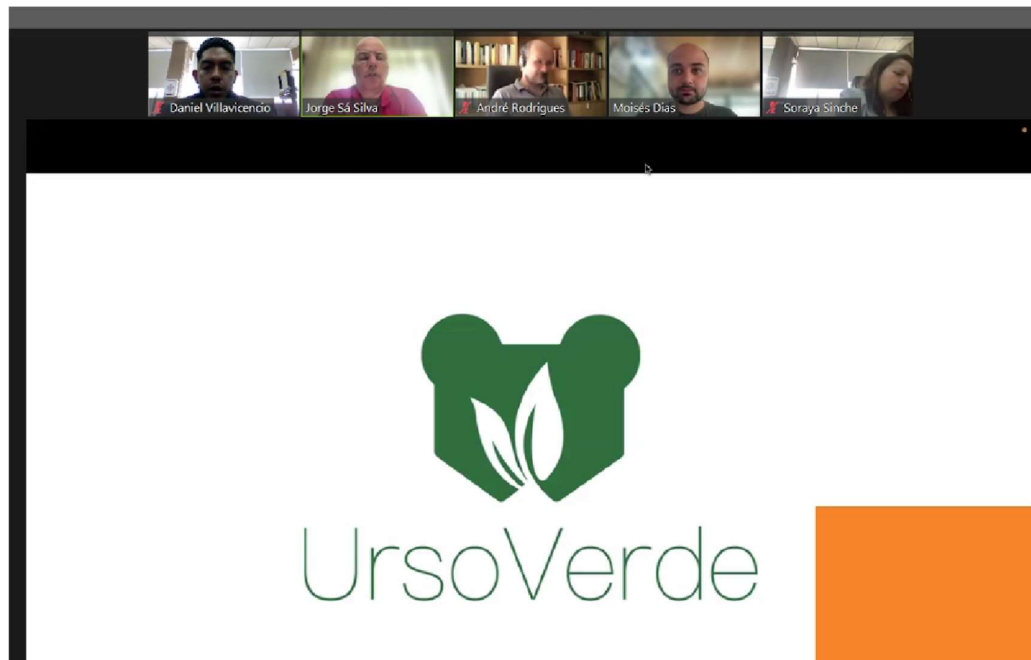 Daniel Villavicencio
Jorge Sá Silva
André Rodrigues
Moisés Dias
Soraya Sinche
UrsoVerde